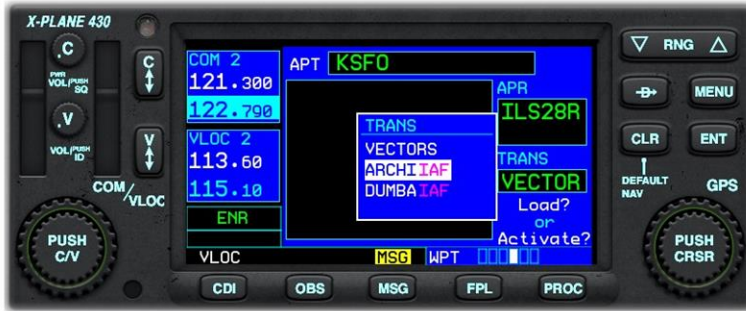 X-PLANE 430
.C
PWR VOL/PUSH SQ
C
.V
VOL/PUSH ID
V
COM/VLOC
PUSH C/V
COM 2
121.300
122.790
VLOC 2
113.60
115.10
ENR
VLOC
APT KSFO
APR
ILS28R
TRANS
VECTORS
ARCHI IAF
DUMBA IAF
TRANS
VECTOR
Load?
or
Activate?
MSG WPT
CDI OBS MSG FPL PROC
RNG
D
MENU
CLR ENT
DEFAULT NAV
GPS
PUSH CRSR